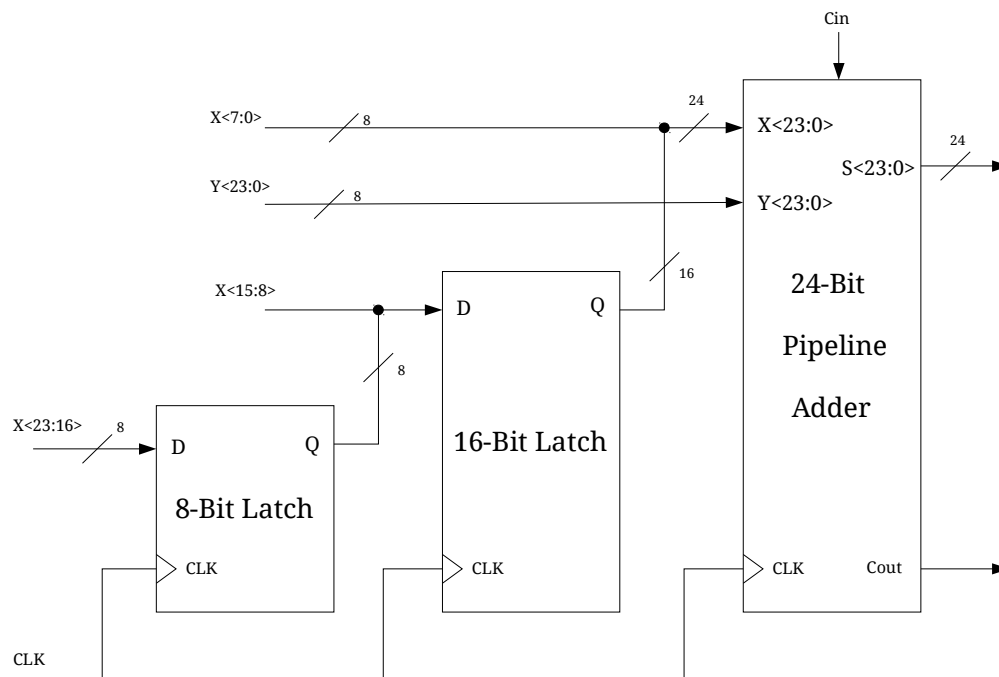 Cin
X<7:0>
8
24
X<23:0>
24
S<23:0>
Y<23:0>
8
Y<23:0>
16
X<15:8>
D
Q
24-Bit
Pipeline
Adder
8
X<23:16>
8
D
Q
16-Bit Latch
8-Bit Latch
CLK
CLK
CLK
Cout
CLK